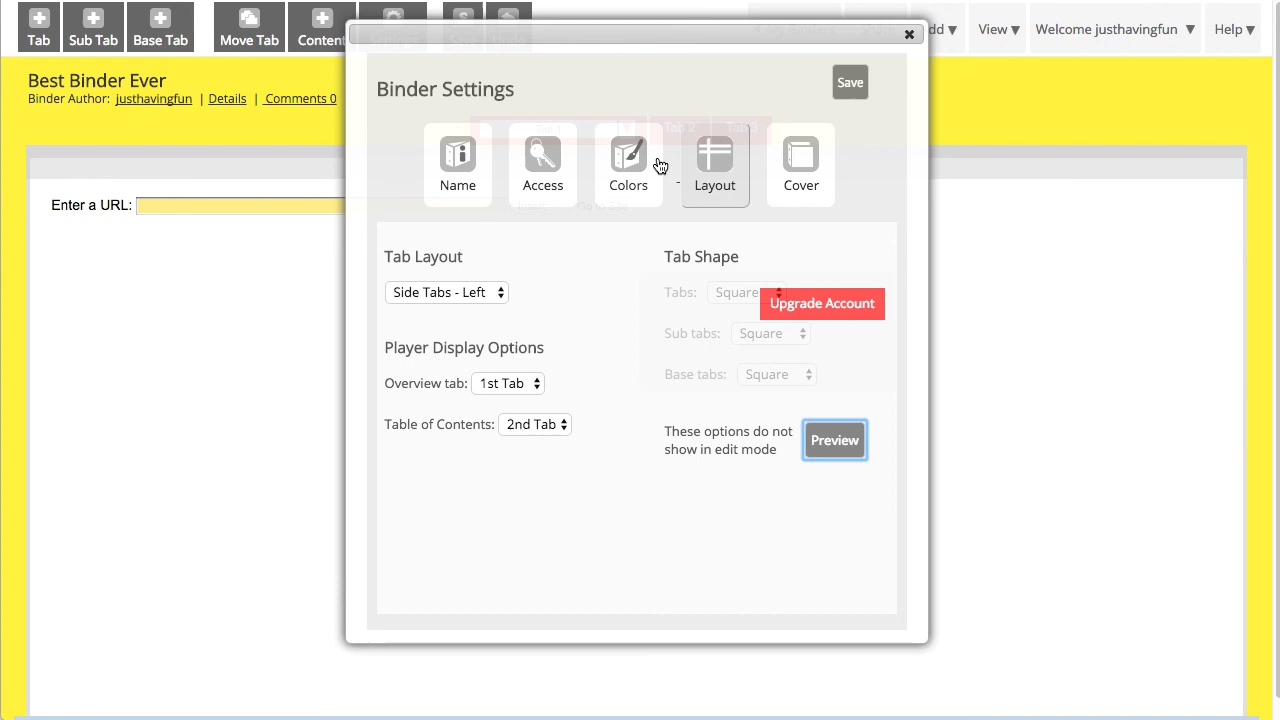 Tab
Sub Tab
Base Tab
Move Tab
Content
View ▼
Welcome justhavingfun ▼
Help ▼
Best Binder Ever
Binder Author: justhavingfun | Details | Comments 0
Enter a URL:
Binder Settings
Save
Name
Access
Colors
Layout
Cover
Tab Layout
Side Tabs - Left
Player Display Options
Overview tab: 1st Tab
Table of Contents: 2nd Tab
Tab Shape
Tabs: Square
Upgrade Account
Sub tabs: Square
Base tabs: Square
These options do not
show in edit mode
Preview